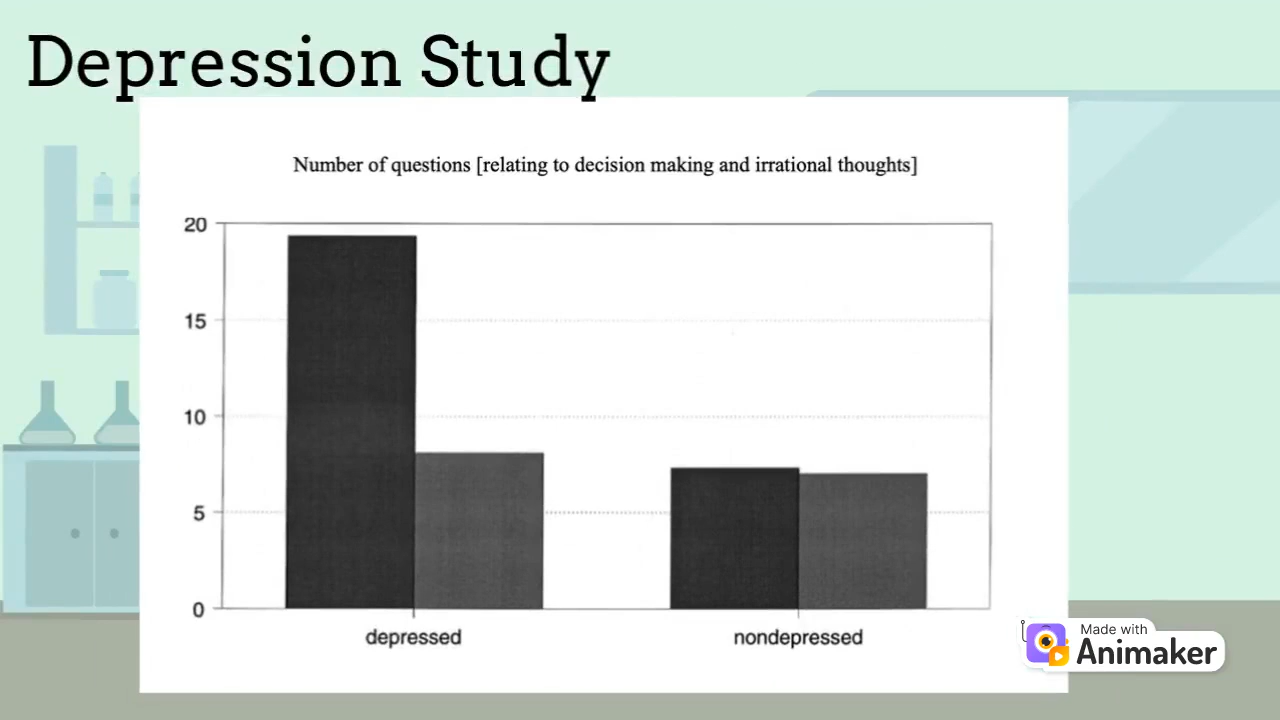 Depression Study
Number of questions [relating to decision making and irrational thoughts]
20
15
10
5
0
depressed
nondepressed
Made with
Animaker